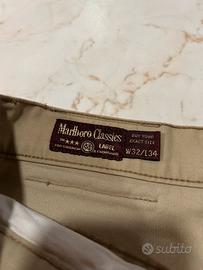 Marlboro Classics
LABEL
BUY YOUR
EXACT SIZE
W32/L34
subito